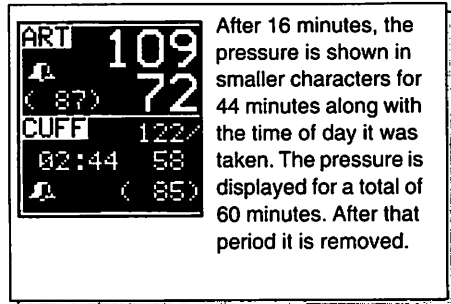 ART 109
72
( 87)
CUFF 122/
02:44 58
( 85)
After 16 minutes, the
pressure is shown in
smaller characters for
44 minutes along with
the time of day it was
taken. The pressure is
displayed for a total of
60 minutes. After that
period it is removed.